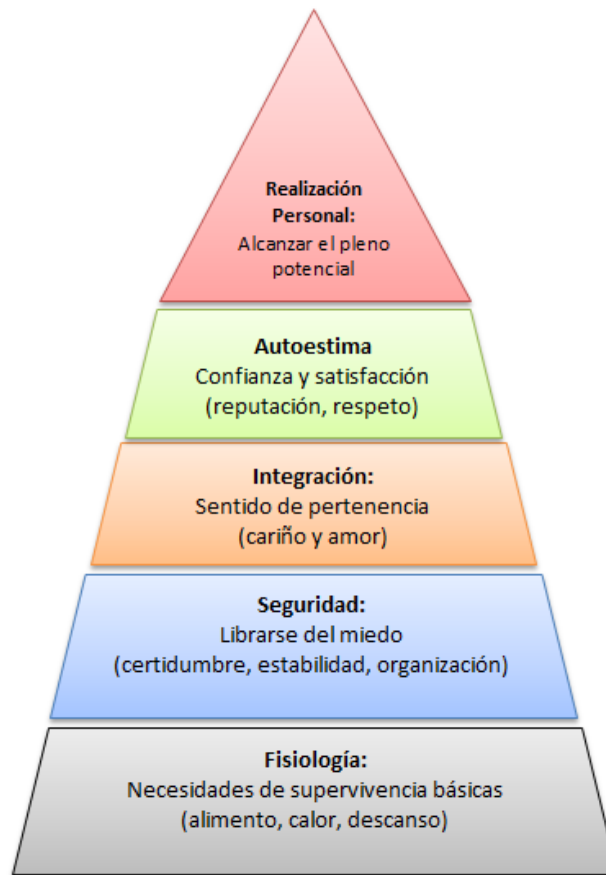 Realización
Personal:
Alcanzar el pleno
potencial
Autoestima
Confianza y satisfacción
(reputación, respeto)
Integración:
Sentido de pertenencia
(cariño y amor)
Seguridad:
Librarse del miedo
(certidumbre, estabilidad, organización)
Fisiología:
Necesidades de supervivencia básicas
(alimento, calor, descanso)